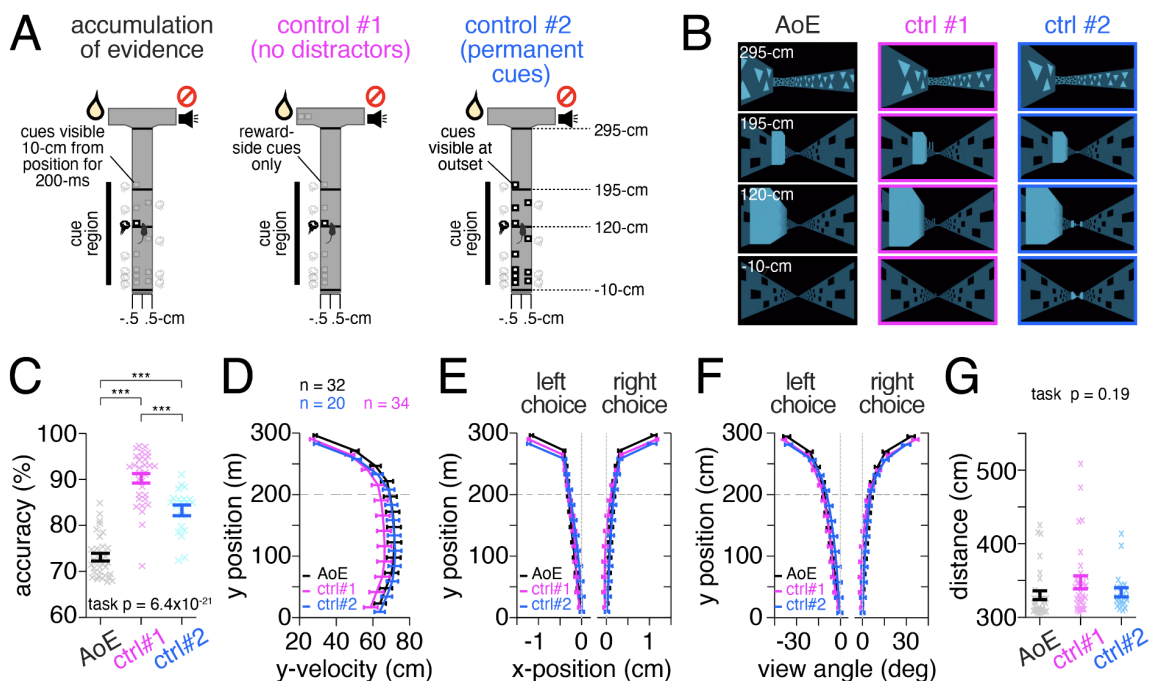 A
accumulation
of evidence
control #1
(no distractors)
control #2
(permanent
cues)
cues visible
10-cm from
position for
200-ms
reward-
side cues
only
cues
visible at
outset
295-cm
195-cm
120-cm
-10-cm
cue
region
cue
region
cue
region
-.5 .5-cm
-.5 .5-cm
-.5 .5-cm
B
AoE
ctrl #1
ctrl #2
295-cm
195-cm
120-cm
-10-cm
C
***
***
***
accuracy (%)
100
90
80
70
60
task p = 6.4x10-21
AoE
ctrl#1
ctrl#2
D
n = 32
n = 20
n = 34
y position (m)
300
200
100
0
AoE
ctrl#1
ctrl#2
20 40 60 80
y-velocity (cm)
E
left
choice
right
choice
y position (m)
300
200
100
0
AoE
ctrl#1
ctrl#2
-1 0 0 1
x-position (cm)
F
left
choice
right
choice
y position (cm)
300
200
100
0
AoE
ctrl#1
ctrl#2
-30 0 0 30
view angle (deg)
G
task p = 0.19
distance (cm)
500
400
300
AoE
ctrl#1
ctrl#2